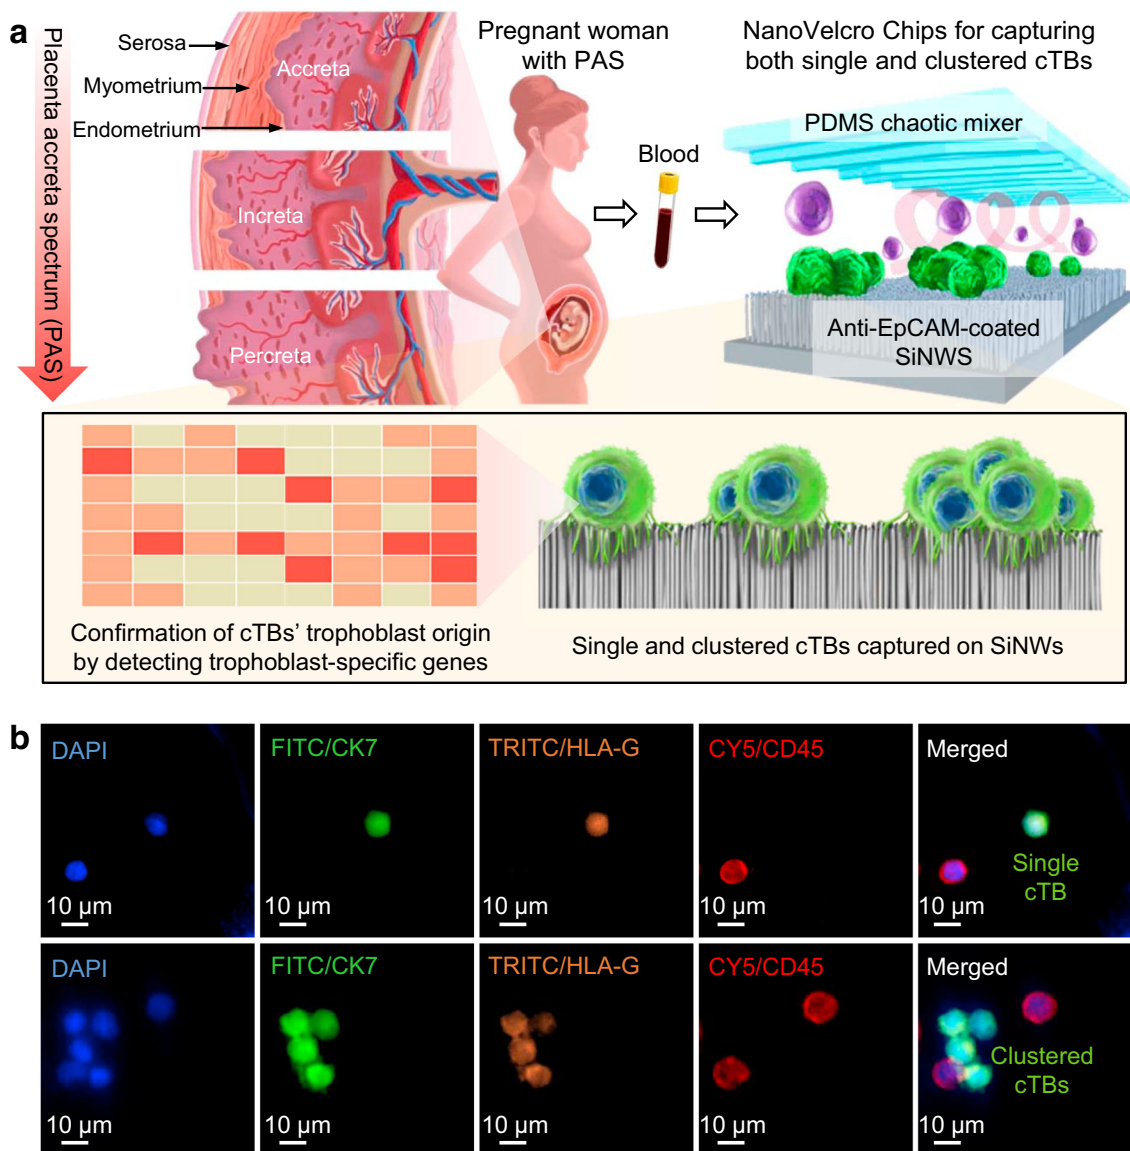 a
Placenta accreta spectrum (PAS)
Serosa
Myometrium
Endometrium
Accreta
Increta
Percreta
Pregnant woman
with PAS
Blood
NanoVelcro Chips for capturing
both single and clustered cTBs
PDMS chaotic mixer
Anti-EpCAM-coated
SiNWS
Confirmation of cTBs' trophoblast origin
by detecting trophoblast-specific genes
Single and clustered cTBs captured on SiNWs
b
DAPI
FITC/CK7
TRITC/HLA-G
CY5/CD45
Merged
Single
cTB
10 µm
10 µm
10 µm
10 µm
10 µm
DAPI
FITC/CK7
TRITC/HLA-G
CY5/CD45
Merged
Clustered
cTBs
10 µm
10 µm
10 µm
10 µm
10 µm